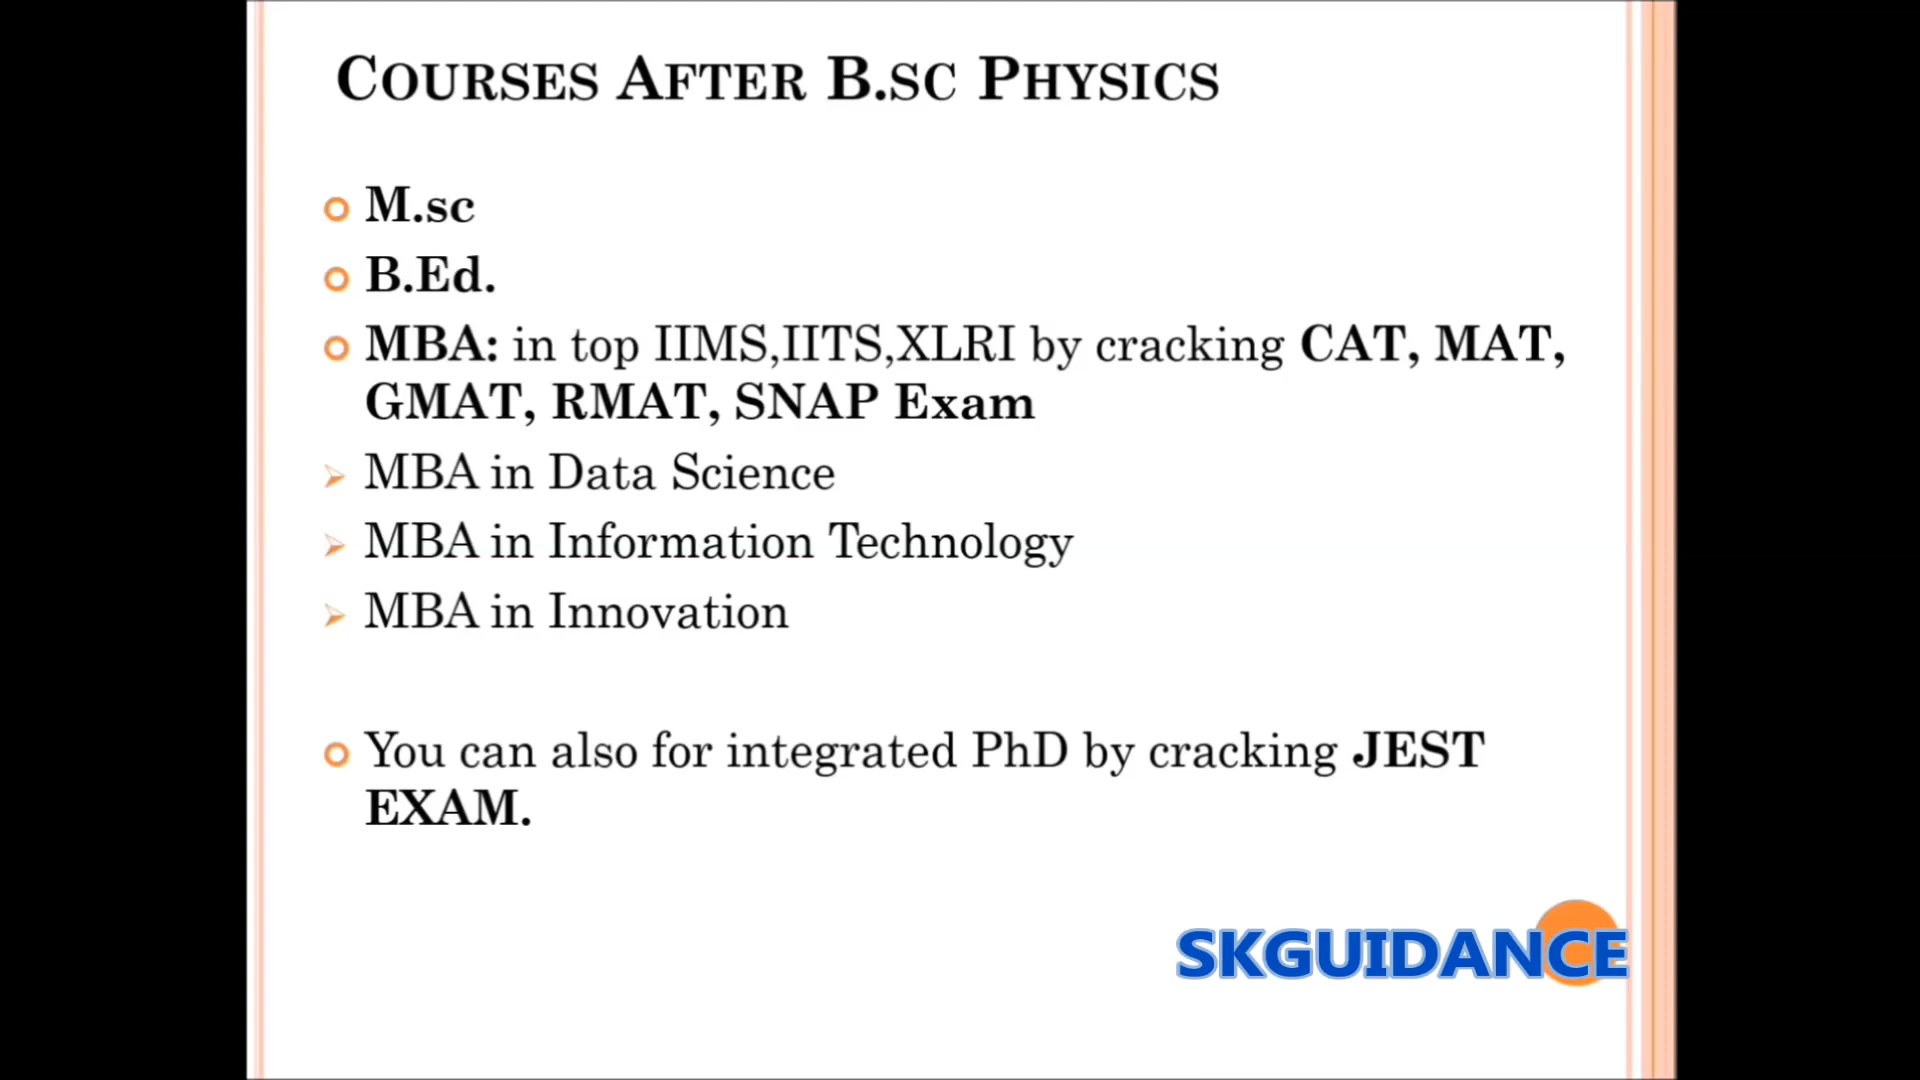 COURSES AFTER B.SC PHYSICS
M.sc
B.Ed.
MBA: in top IIMS,IITS,XLRI by cracking CAT, MAT,
GMAT, RMAT, SNAP Exam
MBA in Data Science
MBA in Information Technology
MBA in Innovation
You can also for integrated PhD by cracking JEST
EXAM.
SKGUIDANCE